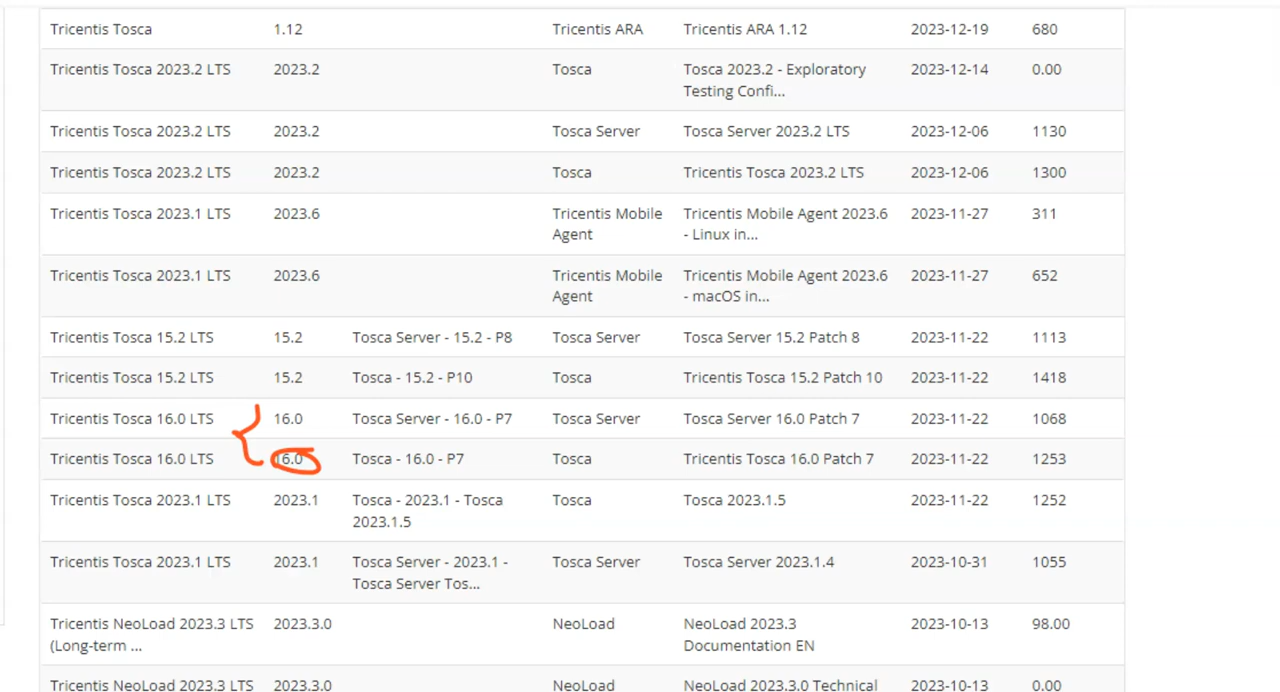 Tricentis Tosca 1.12 Tricentis ARA Tricentis ARA 1.12 2023-12-19 680
Tricentis Tosca 2023.2 LTS 2023.2 Tosca Tosca 2023.2 - Exploratory 2023-12-14 0.00
Testing Confi...
Tricentis Tosca 2023.2 LTS 2023.2 Tosca Server Tosca Server 2023.2 LTS 2023-12-06 1130
Tricentis Tosca 2023.2 LTS 2023.2 Tosca Tricentis Tosca 2023.2 LTS 2023-12-06 1300
Tricentis Tosca 2023.1 LTS 2023.6 Tricentis Mobile Tricentis Mobile Agent 2023.6 2023-11-27 311
Agent - Linux in...
Tricentis Tosca 2023.1 LTS 2023.6 Tricentis Mobile Tricentis Mobile Agent 2023.6 2023-11-27 652
Agent - macOS in...
Tricentis Tosca 15.2 LTS 15.2 Tosca Server - 15.2 - P8 Tosca Server Tosca Server 15.2 Patch 8 2023-11-22 1113
Tricentis Tosca 15.2 LTS 15.2 Tosca - 15.2 - P10 Tosca Tricentis Tosca 15.2 Patch 10 2023-11-22 1418
Tricentis Tosca 16.0 LTS 16.0 Tosca Server - 16.0 - P7 Tosca Server Tosca Server 16.0 Patch 7 2023-11-22 1068
Tricentis Tosca 16.0 LTS 16.0 Tosca - 16.0 - P7 Tosca Tricentis Tosca 16.0 Patch 7 2023-11-22 1253
Tricentis Tosca 2023.1 LTS 2023.1 Tosca - 2023.1 - Tosca Tosca Tosca 2023.1.5 2023-11-22 1252
2023.1.5
Tricentis Tosca 2023.1 LTS 2023.1 Tosca Server - 2023.1 - Tosca Server Tosca Server 2023.1.4 2023-10-31 1055
Tosca Server Tos...
Tricentis NeoLoad 2023.3 LTS 2023.3.0 NeoLoad NeoLoad 2023.3 2023-10-13 98.00
(Long-term ... Documentation EN
Tricentis NeoLoad 2023.3 LTS 2023.3.0 NeoLoad NeoLoad 2023.3.0 Technical 2023-10-13 0.00